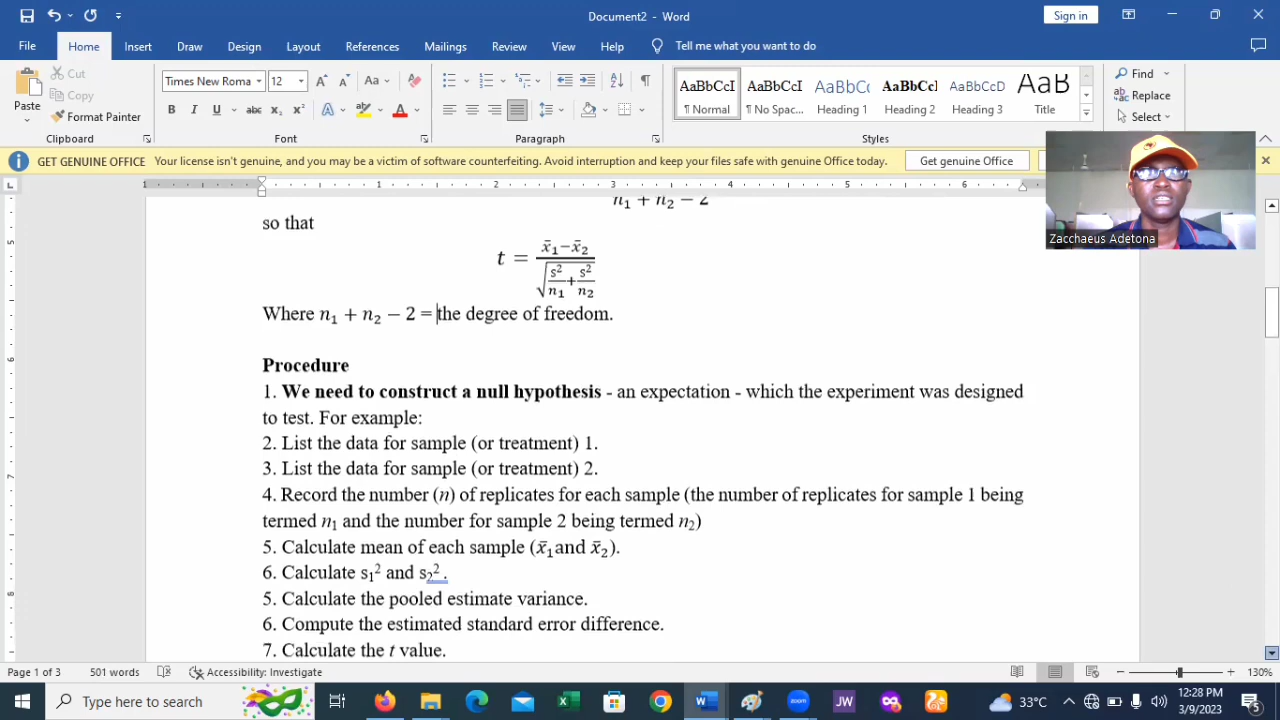 Document2 - Word
Sign in
File Home Insert Draw Design Layout References Mailings Review View Help Tell me what you want to do
Paste
Cut
Copy
Format Painter
Clipboard
Times New Roma 12
Font
Paragraph
AaBbCcI AaBbCcI AaBbCc AaBbCcI AaBbCcD AaB
¶ Normal ¶ No Spac... Heading 1 Heading 2 Heading 3 Title
Styles
Find
Replace
Select
GET GENUINE OFFICE Your license isn't genuine, and you may be a victim of software counterfeiting. Avoid interruption and keep your files safe with genuine Office today. Get genuine Office
Zacchaeus Adetona
n₁ + n₂ − 2
so that
t = (x̄₁−x̄₂)/√(s²/n₁+s²/n₂)
Where n₁ + n₂ − 2 = the degree of freedom.
Procedure
1. We need to construct a null hypothesis - an expectation - which the experiment was designed
to test. For example:
2. List the data for sample (or treatment) 1.
3. List the data for sample (or treatment) 2.
4. Record the number (n) of replicates for each sample (the number of replicates for sample 1 being
termed n₁ and the number for sample 2 being termed n₂)
5. Calculate mean of each sample (x̄₁and x̄₂).
6. Calculate s₁² and s₂² .
5. Calculate the pooled estimate variance.
6. Compute the estimated standard error difference.
7. Calculate the t value.
Page 1 of 3 501 words Accessibility: Investigate 130%
Type here to search
JW
33°C
12:28 PM
3/9/2023
5